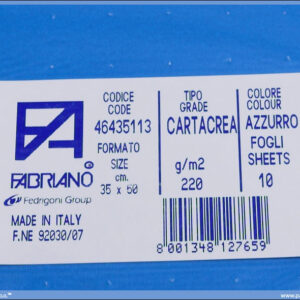 FABRIANO®
Fedrigoni Group
MADE IN ITALY
F.NE 92030/07
CODICE
CODE
46435113
FORMATO
SIZE
cm.
35 x 50
TIPO
GRADE
CARTACREA
g/m2
220
COLORE
COLOUR
AZZURRO
FOGLI
SHEETS
10
8 001348 127659